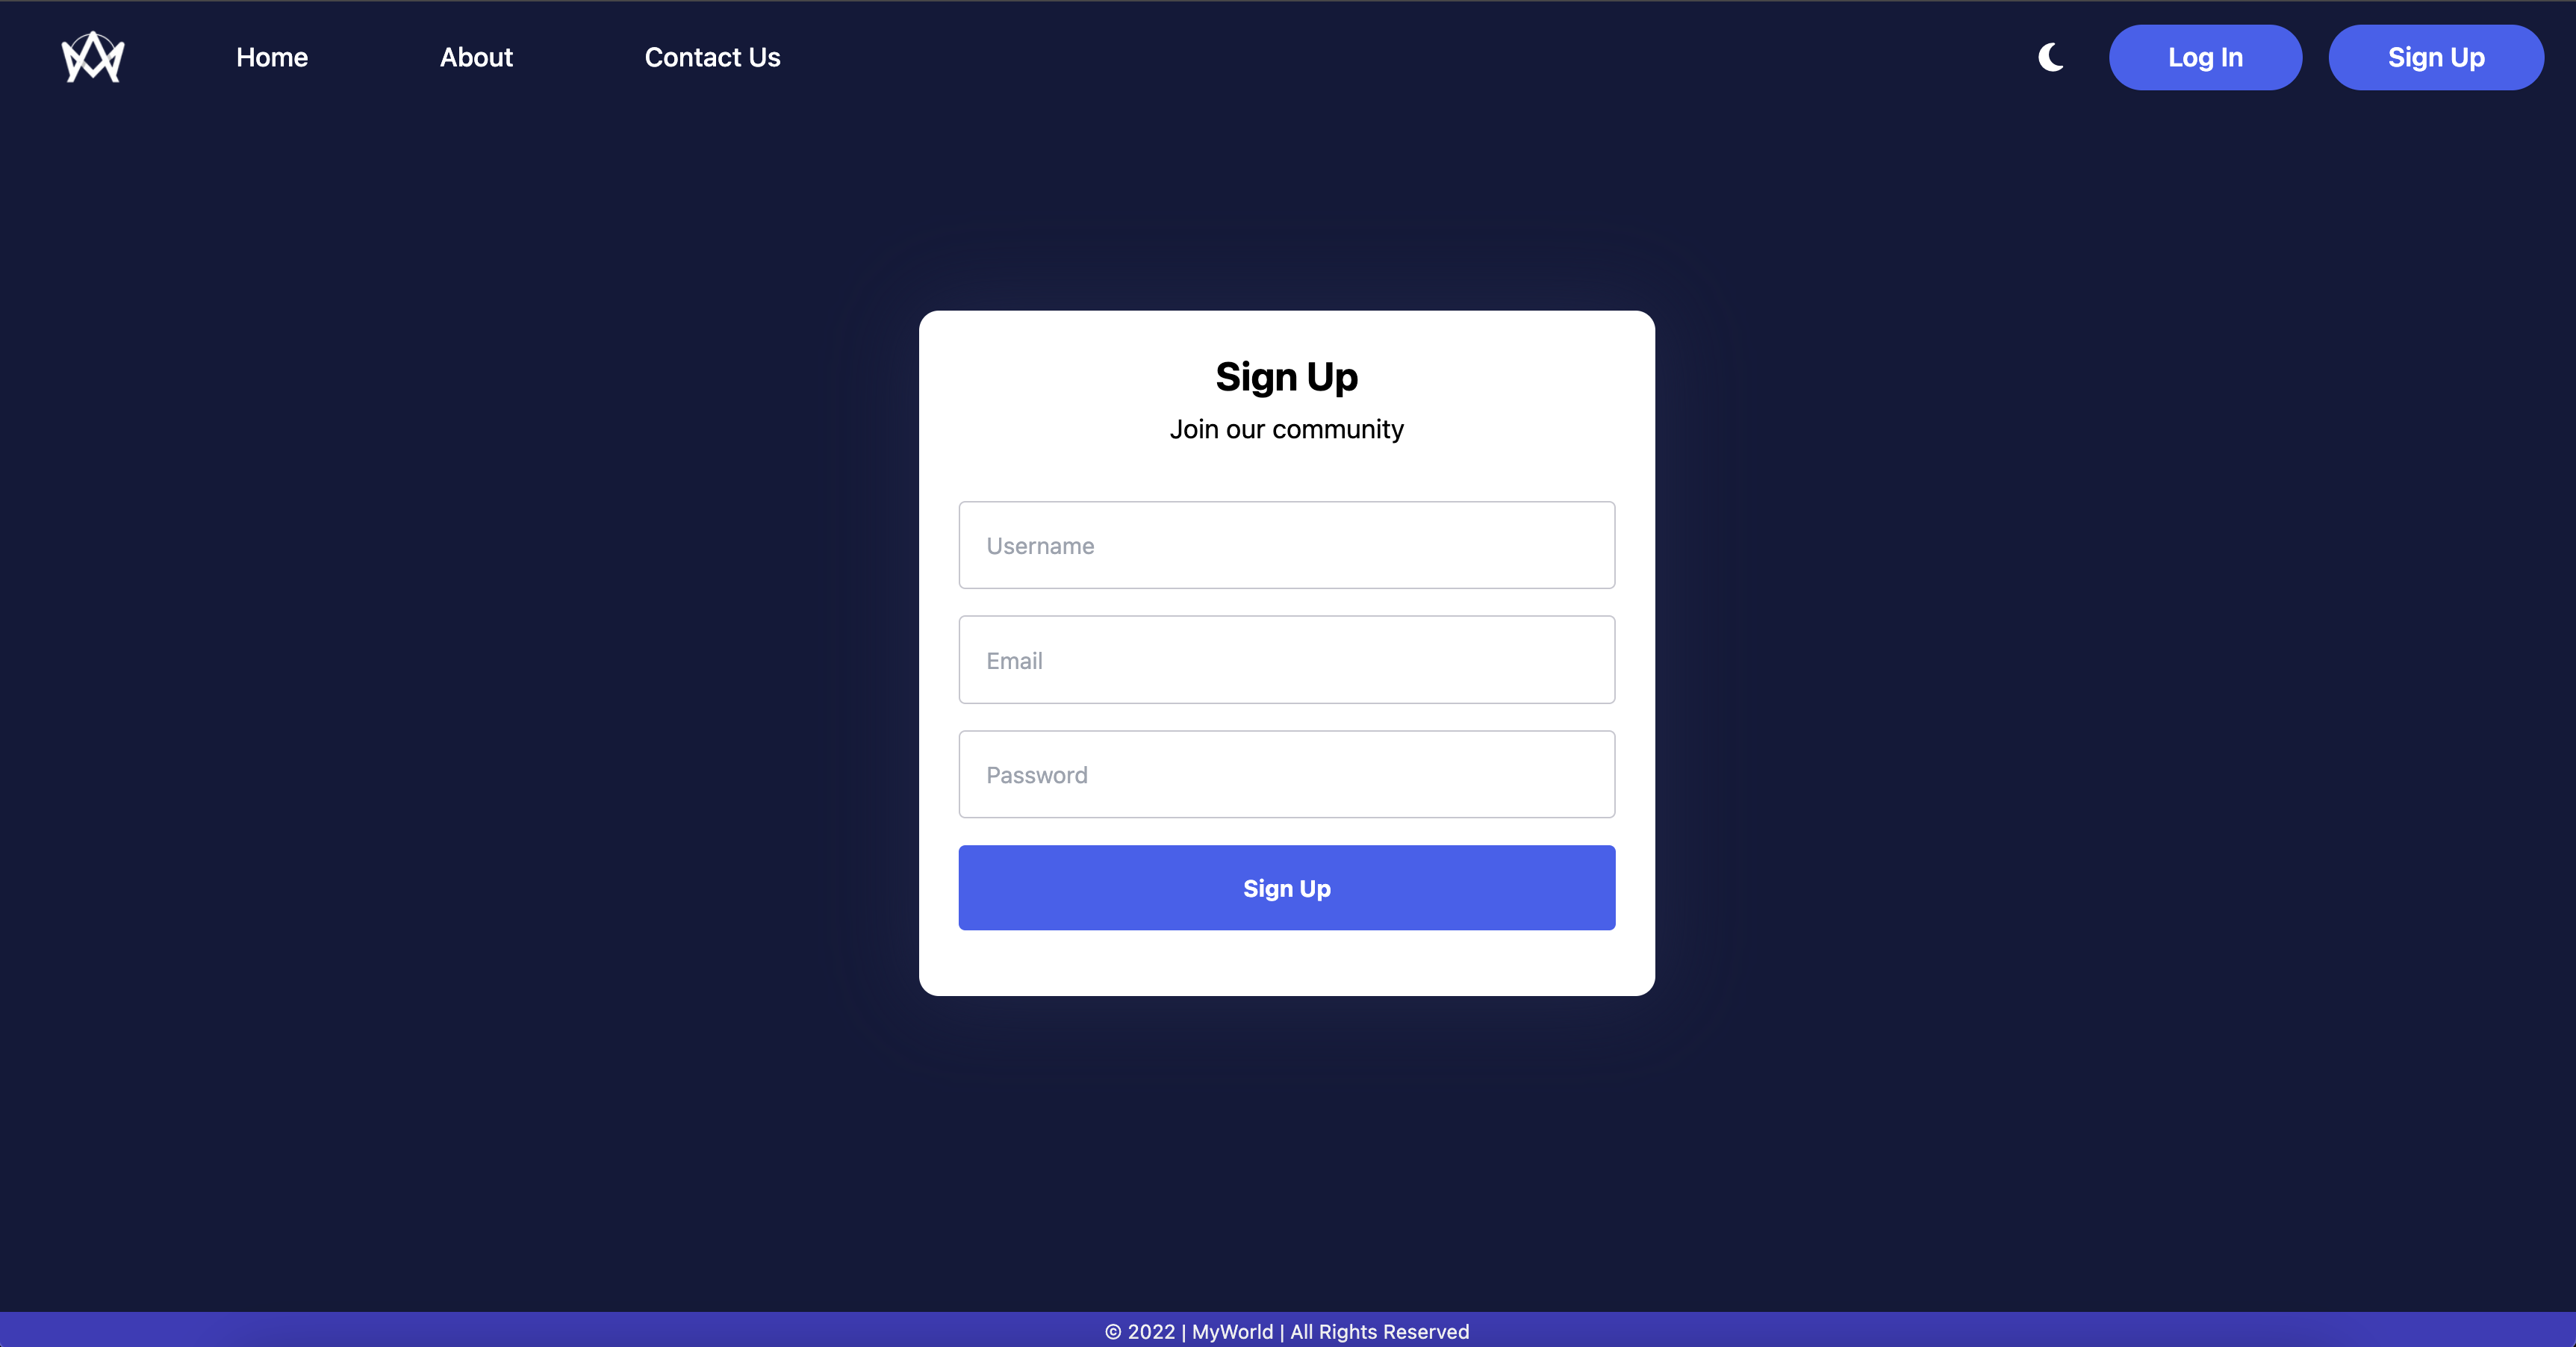 Home
About
Contact Us
Log In
Sign Up
Sign Up
Join our community
Username
Email
Password
Sign Up
© 2022 | MyWorld | All Rights Reserved